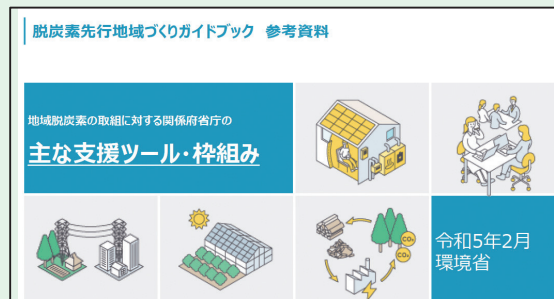 脱炭素先行地域づくりガイドブック 参考資料
地域脱炭素の取組に対する関係府省庁の
主な支援ツール・枠組み
CO₂
CO₂
令和5年2月
環境省